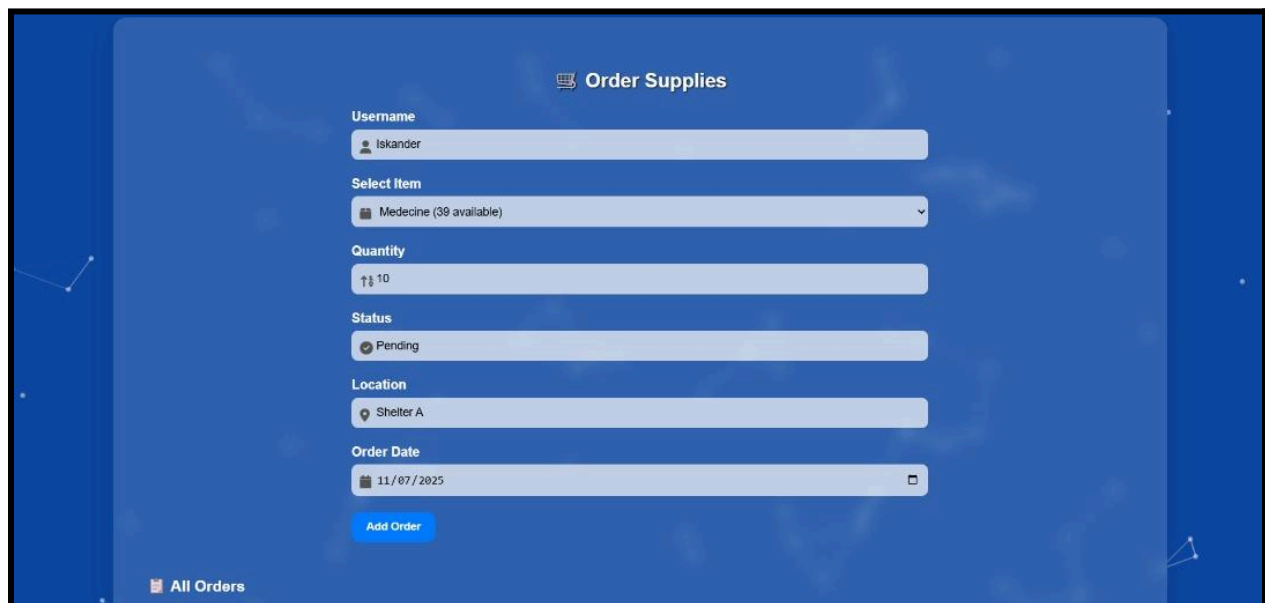 Order Supplies
Username
Iskander
Select Item
Medecine (39 available)
Quantity
10
Status
Pending
Location
Shelter A
Order Date
11/07/2025
Add Order
All Orders